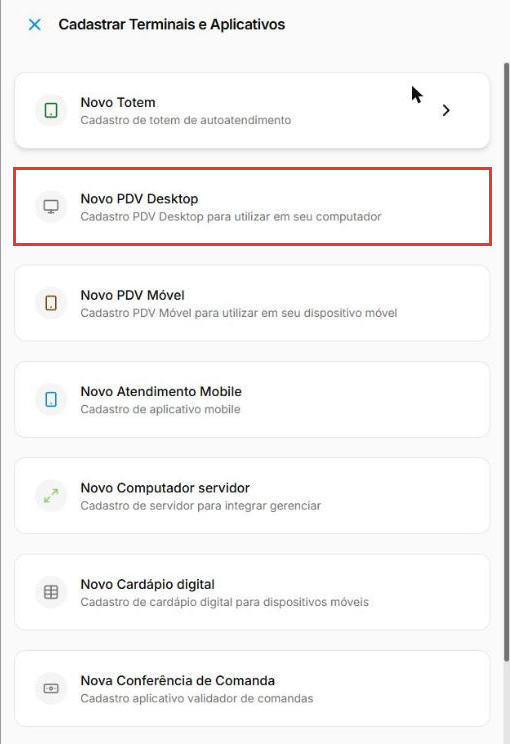 Cadastrar Terminais e Aplicativos
Novo Totem
Cadastro de totem de autoatendimento
Novo PDV Desktop
Cadastro PDV Desktop para utilizar em seu computador
Novo PDV Móvel
Cadastro PDV Móvel para utilizar em seu dispositivo móvel
Novo Atendimento Mobile
Cadastro de aplicativo mobile
Novo Computador servidor
Cadastro de servidor para integrar gerenciar
Novo Cardápio digital
Cadastro de cardápio digital para dispositivos móveis
Nova Conferência de Comanda
Cadastro aplicativo validador de comandas